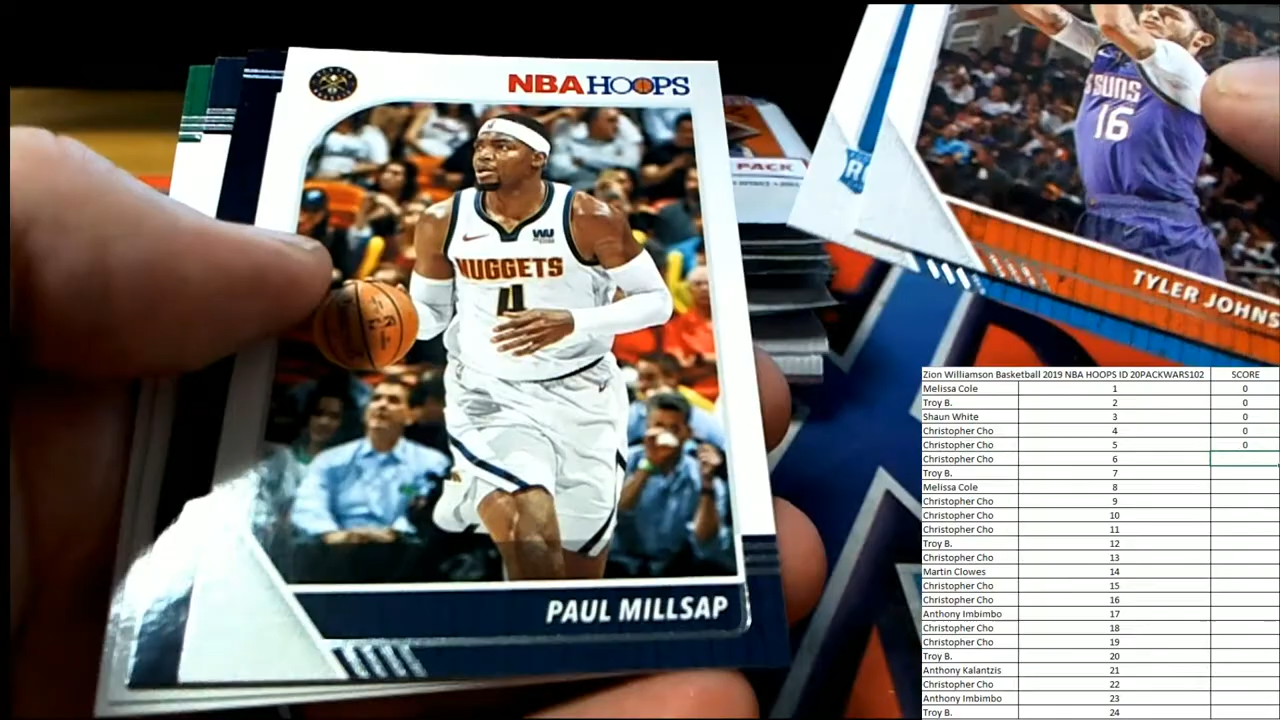 NBA HOOPS
WU
NUGGETS
4
PAUL MILLSAP
PACK
SUNS
16
R
TYLER JOHNS
Zion Williamson Basketball 2019 NBA HOOPS ID 20PACKWARS102 SCORE
Melissa Cole 1 0
Troy B. 2 0
Shaun White 3 0
Christopher Cho 4 0
Christopher Cho 5 0
Christopher Cho 6
Troy B. 7
Melissa Cole 8
Christopher Cho 9
Christopher Cho 10
Christopher Cho 11
Troy B. 12
Christopher Cho 13
Martin Clowes 14
Christopher Cho 15
Christopher Cho 16
Anthony Imbimbo 17
Christopher Cho 18
Christopher Cho 19
Troy B. 20
Anthony Kalantzis 21
Christopher Cho 22
Anthony Imbimbo 23
Troy B. 24